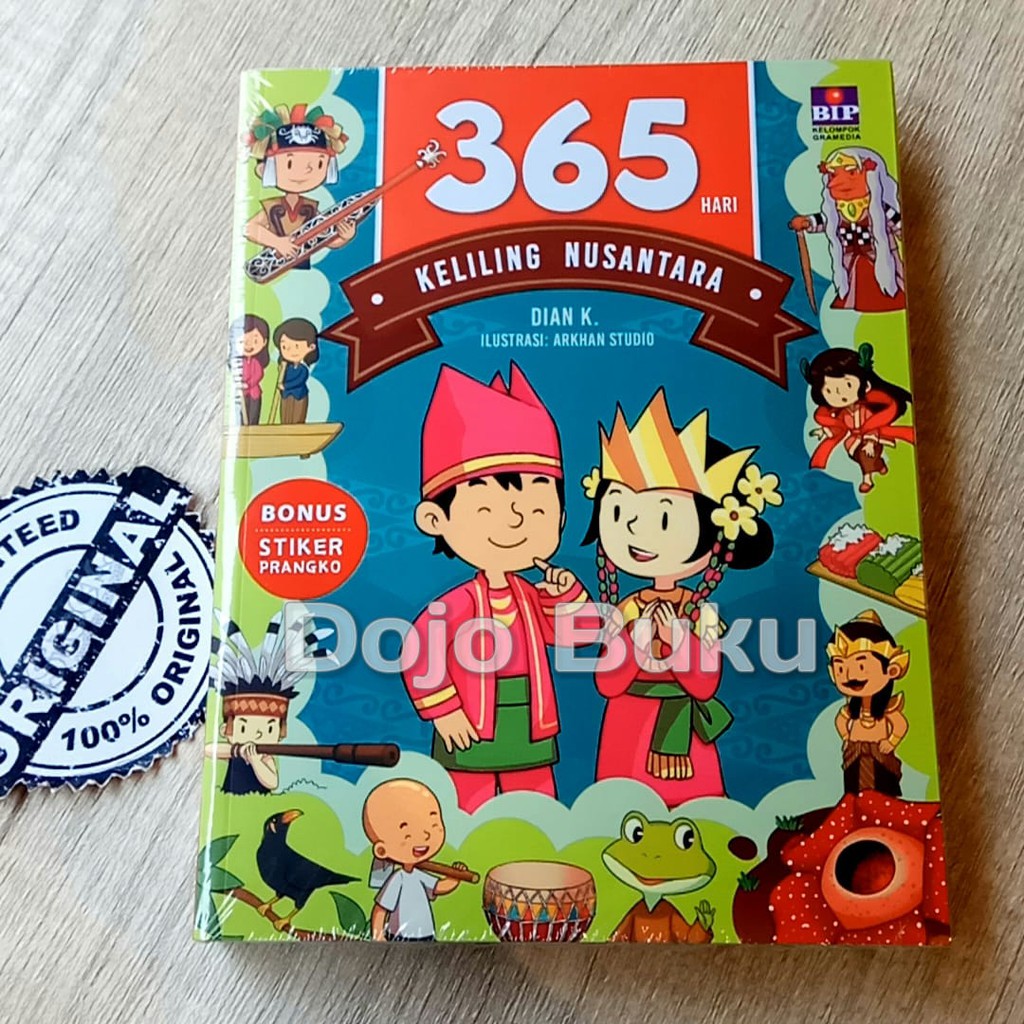 365
HARI
BIP
KELOMPOK
GRAMEDIA
KELILING NUSANTARA
DIAN K.
ILUSTRASI: ARKHAN STUDIO
BONUS
STIKER
PRANGKO
Dojo Buku
ORIGINAL
100% ORIGINAL